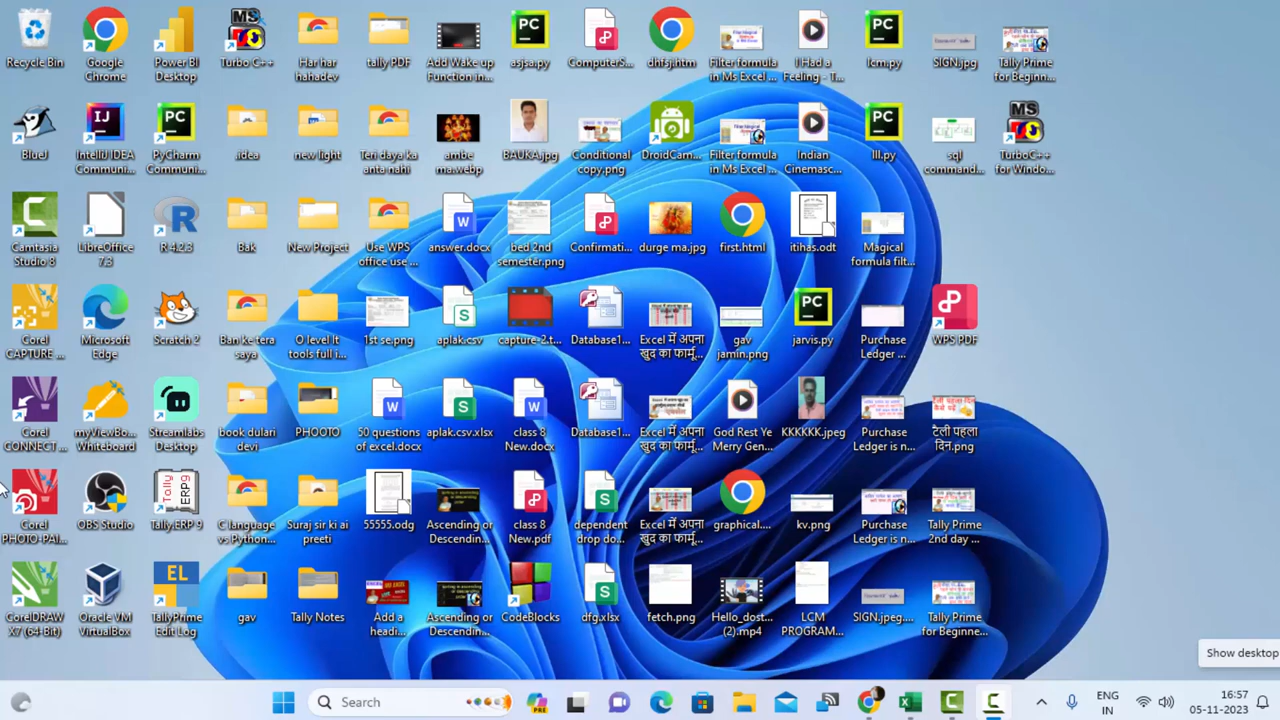 Recycle Bin
Google
Chrome
Power BI
Desktop
Turbo C++
Har har
hahadev
tally PDF
Add Wake up
Function in...
asjsa.py
ComputerS...
dhfsj.htm
Filter formula
in Ms Excel ...
I Had a
Feeling - T...
lcm.py
SIGN.jpg
Tally Prime
for Beginn...
BlueJ
IntelliJ IDEA
Communi...
PyCharm
Communi...
.idea
new light
Teri daya ka
anta nahi
ambe
ma.webp
BAUKA.jpg
Conditional
copy.png
DroidCam...
Filter formula
in Ms Excel ...
Indian
Cinemasc...
lll.py
sql
command...
TurboC++
for Windo...
Camtasia
Studio 8
LibreOffice
7.3
R 4.2.3
Bak
New Project
Use WPS
office use ...
answer.docx
bed 2nd
semester.png
Confirmati...
durge ma.jpg
first.html
itihas.odt
Magical
formula filt...
Corel
CAPTURE ...
Microsoft
Edge
Scratch 2
Ban ke tera
saya
O level It
tools full i...
1st se.png
aplak.csv
capture-2.t...
Database1...
Excel में अपना
खुद का फार्मू...
gav
jamin.png
jarvis.py
Purchase
Ledger ...
WPS PDF
Corel
CONNECT ...
myViewBo...
Whiteboard
Streamlabs
Desktop
book dulari
devi
PHOOTO
50 questions
of excel.docx
aplak.csv.xlsx
class 8
New.docx
Database1...
Excel में अपना
खुद का फार्मू...
God Rest Ye
Merry Gen...
KKKKKK.jpeg
Purchase
Ledger is n...
टैली पहला
दिन.png
Corel
PHOTO-PAI...
OBS Studio
Tally.ERP 9
C language
vs Python...
Suraj sir ki ai
preeti
55555.odg
Ascending or
Descendin...
class 8
New.pdf
dependent
drop do...
Excel में अपना
खुद का फार्मू...
graphical....
kv.png
Purchase
Ledger is n...
Tally Prime
2nd day ...
CorelDRAW
X7 (64-Bit)
Oracle VM
VirtualBox
TallyPrime
Edit Log
gav
Tally Notes
Add a
headi...
Ascending or
Descendin...
CodeBlocks
dfg.xlsx
fetch.png
Hello_dost...
(2).mp4
LCM
PROGRAM...
SIGN.jpeg....
Tally Prime
for Beginne...
Show desktop
Search
ENG
IN
16:57
05-11-2023